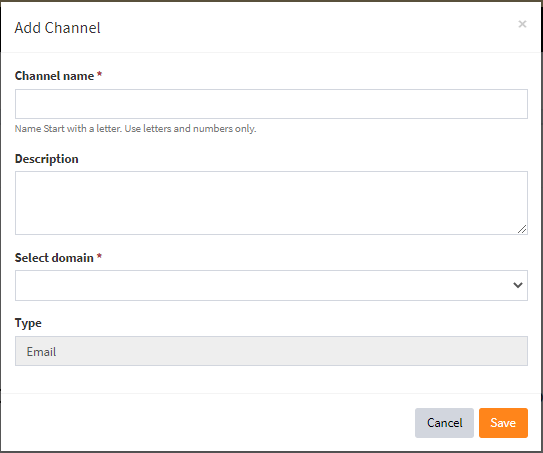 Add Channel ×
Channel name *
Name Start with a letter. Use letters and numbers only.
Description
Select domain *
Type
Email
Cancel Save